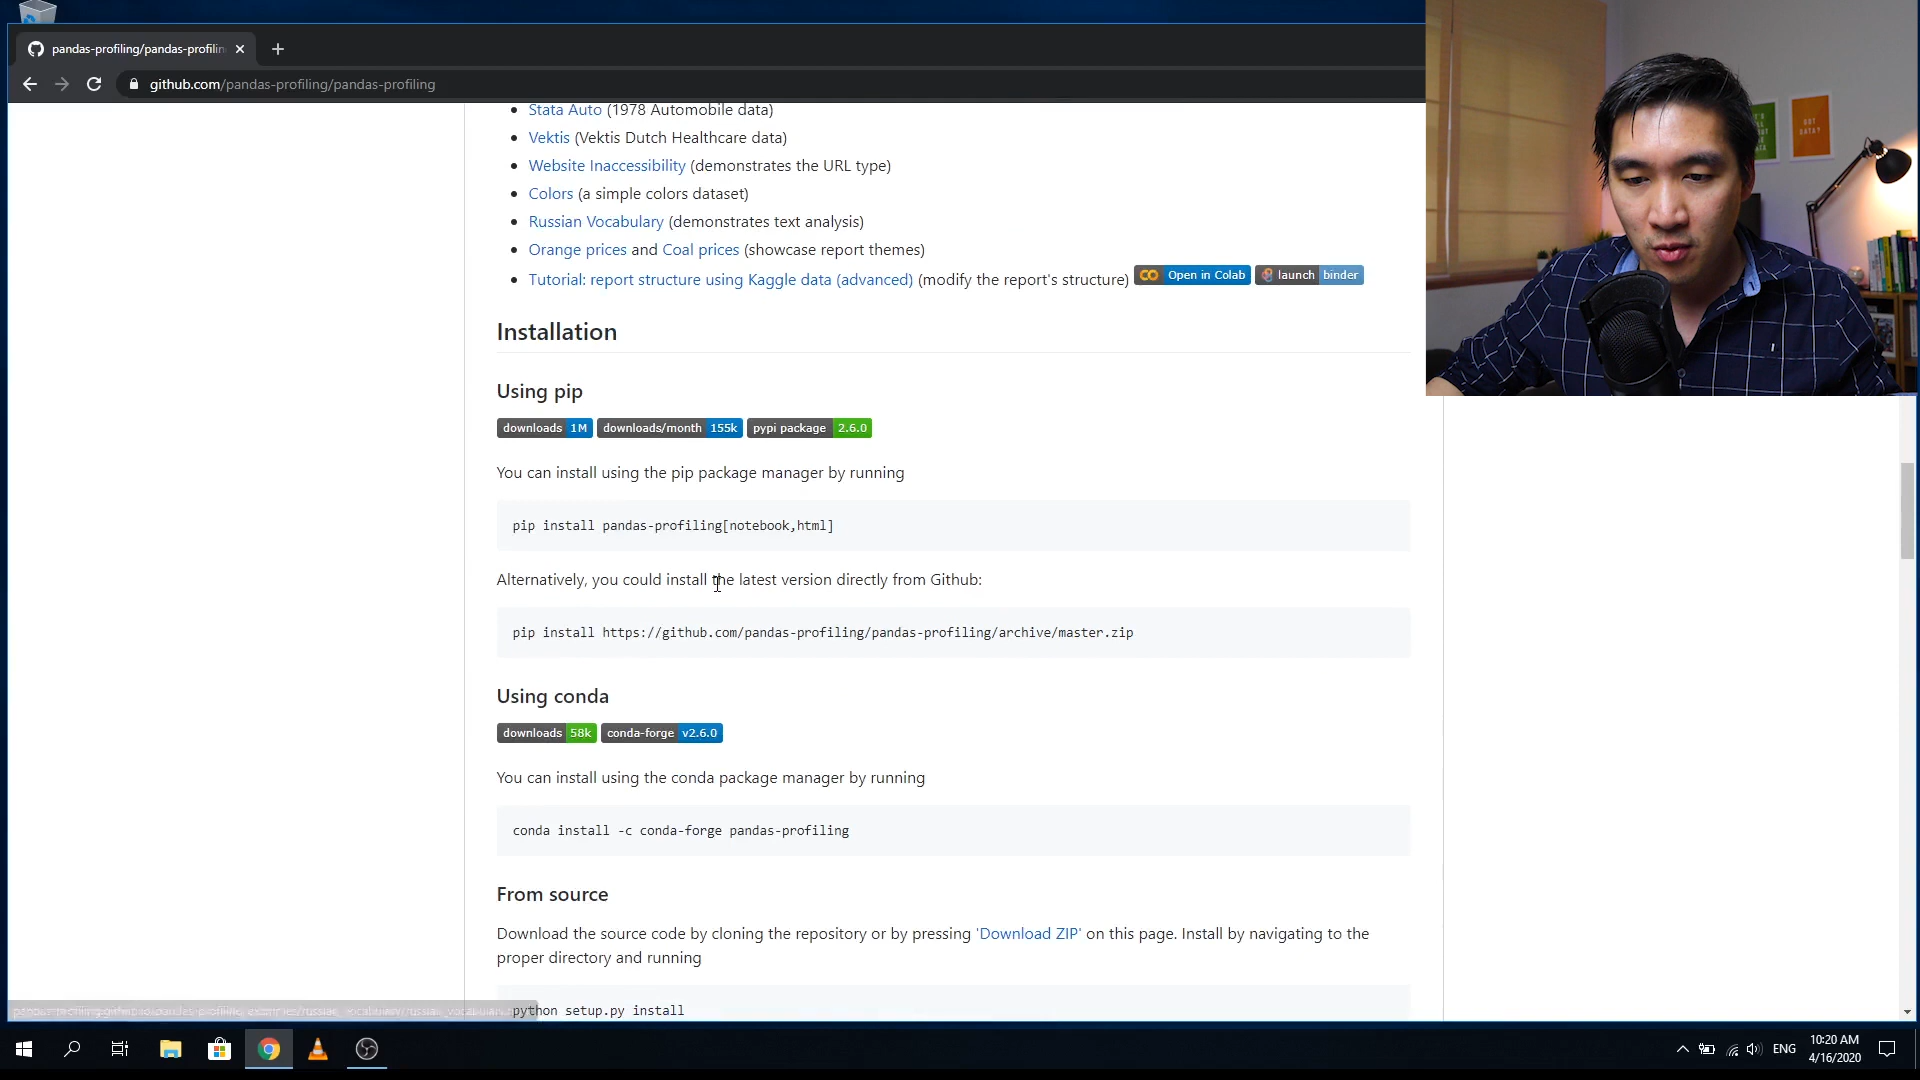 pandas-profiling/pandas-profilin
github.com/pandas-profiling/pandas-profiling
Stata Auto (1978 Automobile data)
Vektis (Vektis Dutch Healthcare data)
Website Inaccessibility (demonstrates the URL type)
Colors (a simple colors dataset)
Russian Vocabulary (demonstrates text analysis)
Orange prices and Coal prices (showcase report themes)
Tutorial: report structure using Kaggle data (advanced) (modify the report's structure) Open in Colab launch binder
Installation
Using pip
downloads 1M downloads/month 155k pypi package 2.6.0
You can install using the pip package manager by running
pip install pandas-profiling[notebook,html]
Alternatively, you could install the latest version directly from Github:
pip install https://github.com/pandas-profiling/pandas-profiling/archive/master.zip
Using conda
downloads 58k conda-forge v2.6.0
You can install using the conda package manager by running
conda install -c conda-forge pandas-profiling
From source
Download the source code by cloning the repository or by pressing 'Download ZIP' on this page. Install by navigating to the
proper directory and running
python setup.py install
ENG
10:20 AM
4/16/2020